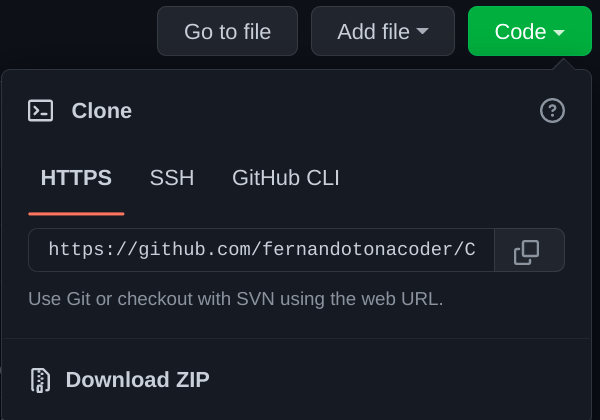 Go to file Add file Code
Clone
HTTPS SSH GitHub CLI
https://github.com/fernandotonacoder/C
Use Git or checkout with SVN using the web URL.
Download ZIP